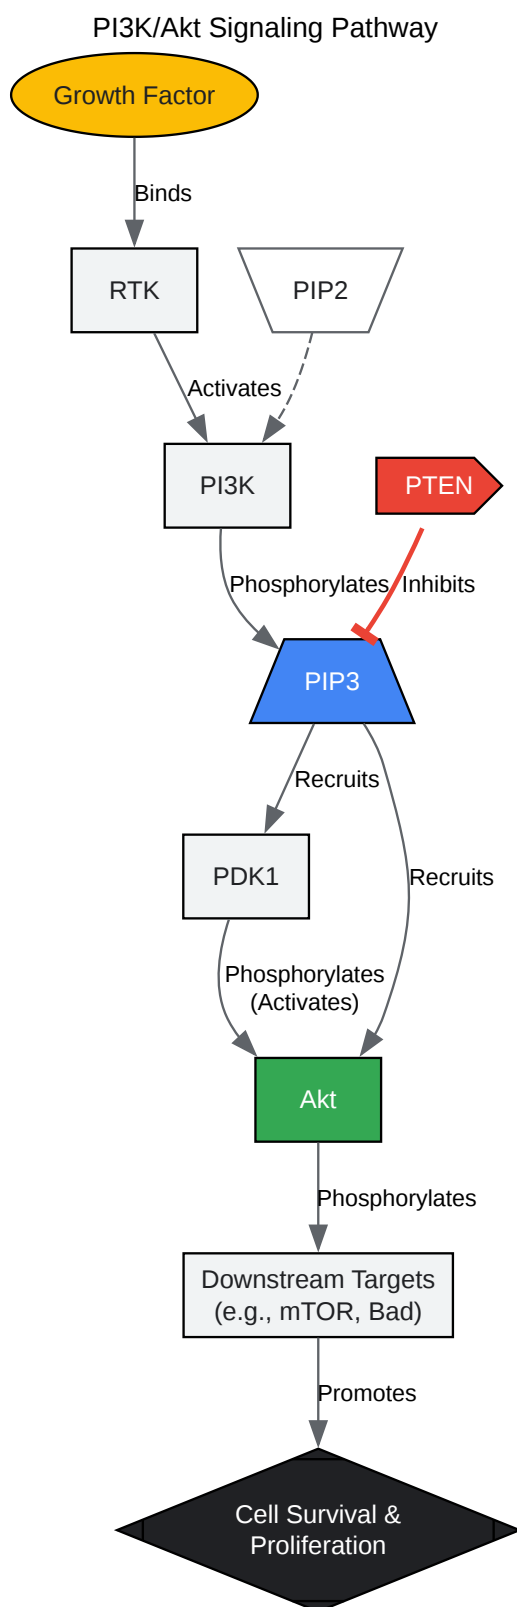 PI3K/Akt Signaling Pathway
Growth Factor
Binds
RTK
PIP2
Activates
PI3K
PTEN
Phosphorylates
Inhibits
PIP3
Recruits
PDK1
Recruits
Phosphorylates
(Activates)
Akt
Phosphorylates
Downstream Targets
(e.g., mTOR, Bad)
Promotes
Cell Survival &
Proliferation